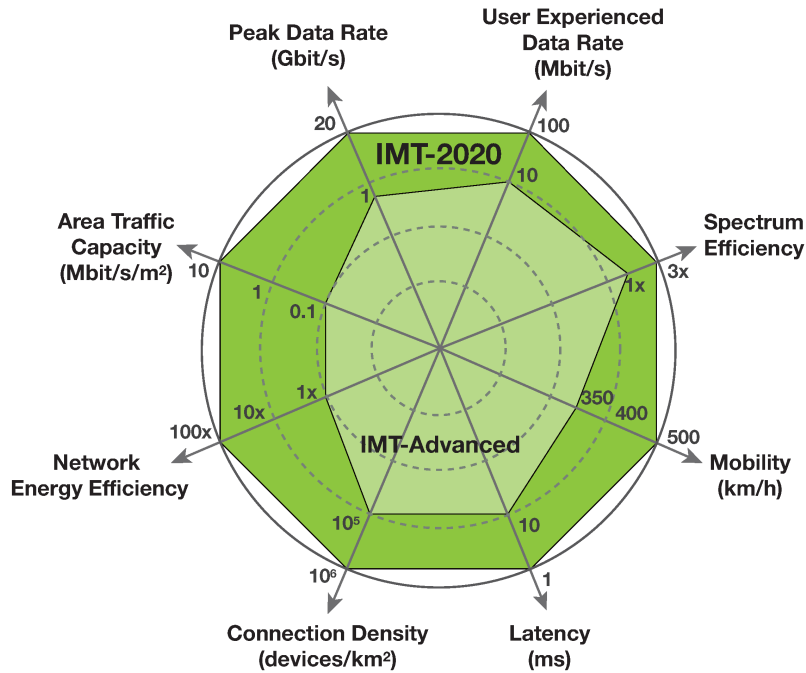 User Experienced
Data Rate
(Mbit/s)
Peak Data Rate
(Gbit/s)
20
100
IMT-2020
1
10
Area Traffic
Capacity
(Mbit/s/m²)
Spectrum
Efficiency
10
1
0.1
1x
3x
1x
10x
100x
350
400
500
Network
Energy Efficiency
IMT-Advanced
Mobility
(km/h)
10⁵
10
10⁶
1
Connection Density
(devices/km²)
Latency
(ms)